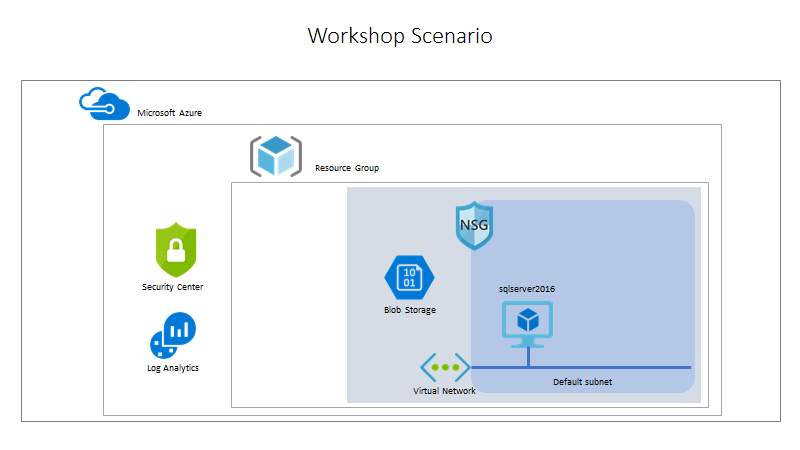 Workshop Scenario
Microsoft Azure
Resource Group
NSG
Security Center
10
01
sqlserver2016
Blob Storage
Log Analytics
Default subnet
Virtual Network